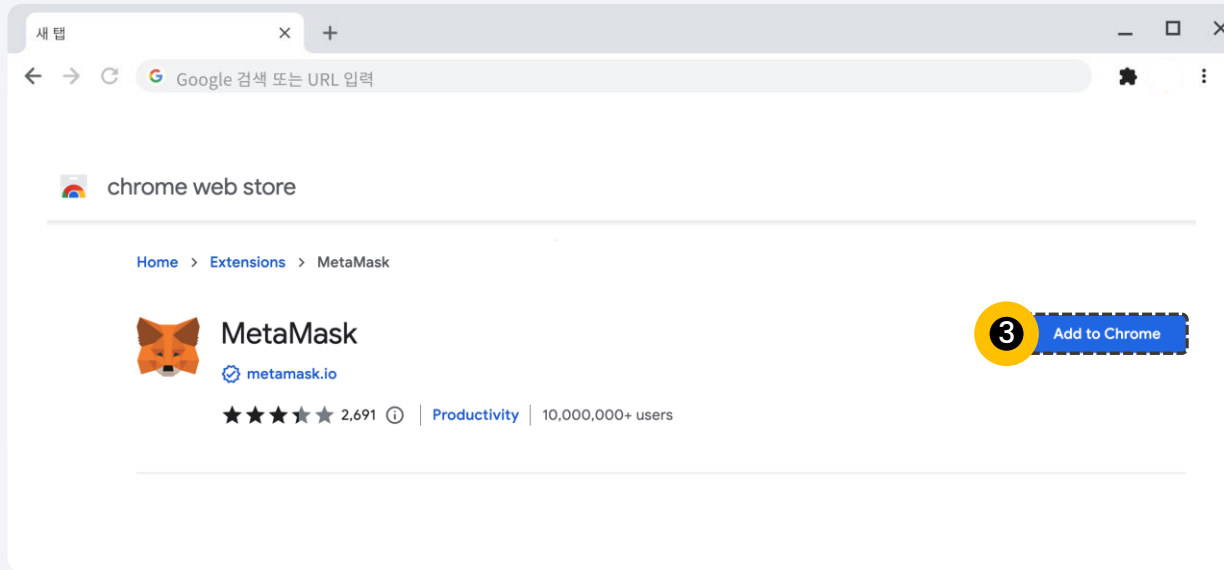 새 탭
Google 검색 또는 URL 입력
chrome web store
Home > Extensions > MetaMask
MetaMask
3 Add to Chrome
metamask.io
2,691 Productivity 10,000,000+ users